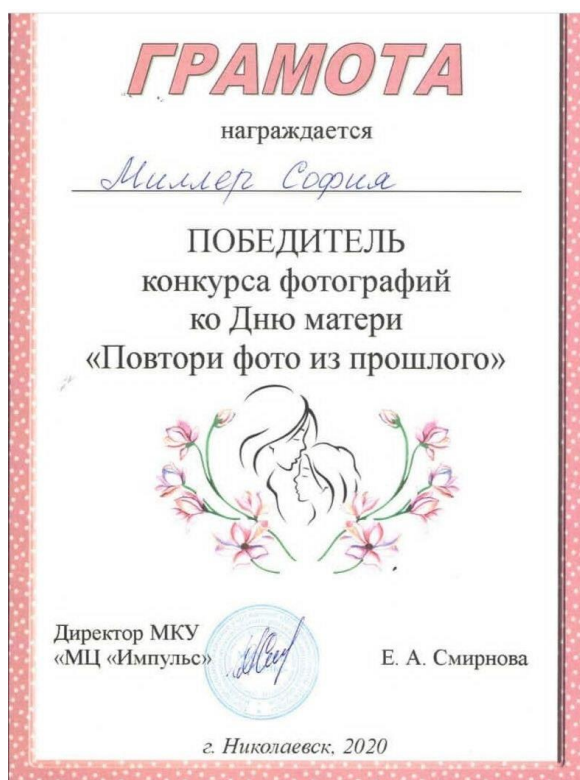 ГРАМОТА
награждается
Миллер София
ПОБЕДИТЕЛЬ
конкурса фотографий
ко Дню матери
«Повтори фото из прошлого»
Директор МКУ
«МЦ «Импульс»
Е. А. Смирнова
г. Николаевск, 2020